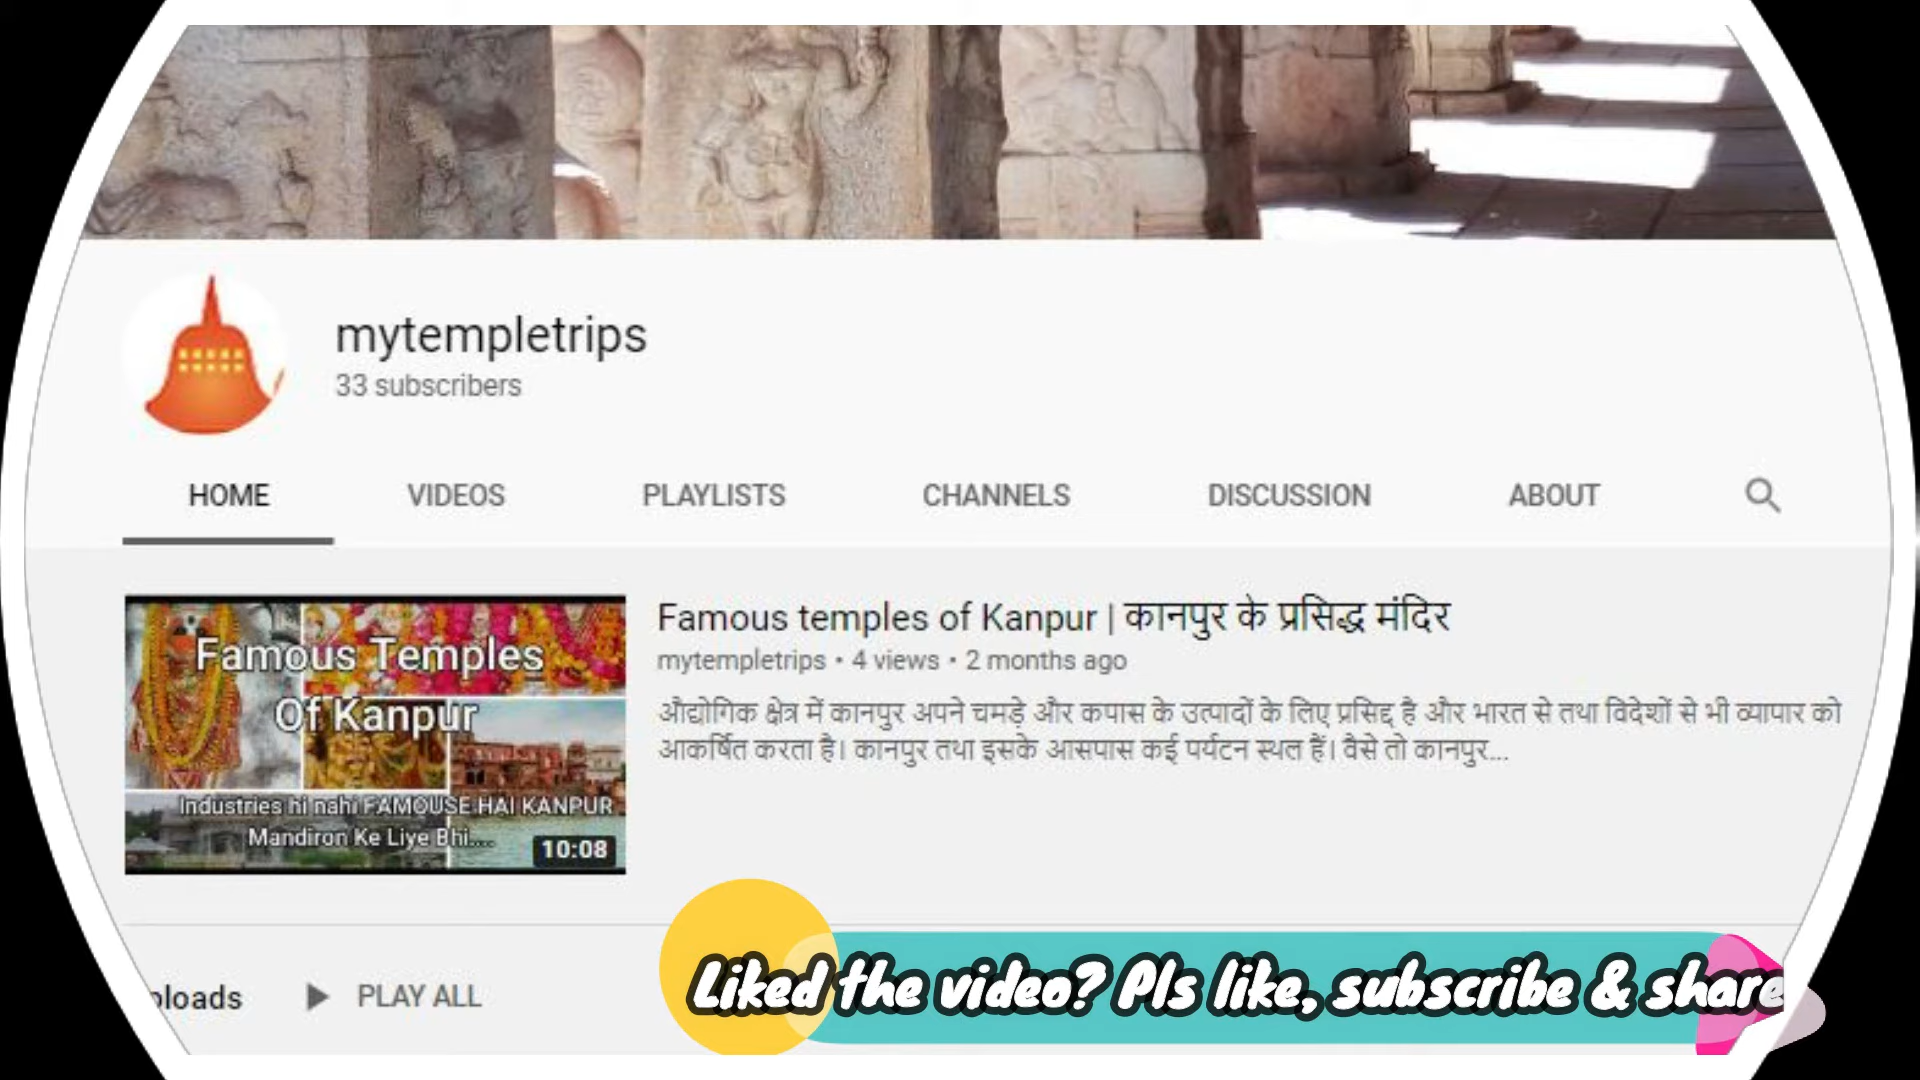 mytempletrips
33 subscribers
HOME VIDEOS PLAYLISTS CHANNELS DISCUSSION ABOUT
Famous Temples
Of Kanpur
Industries hi nahi FAMOUSE HAI KANPUR
Mandiron Ke Liye Bhi....
10:08
Famous temples of Kanpur | कानपुर के प्रसिद्ध मंदिर
mytempletrips • 4 views • 2 months ago
औद्योगिक क्षेत्र में कानपुर अपने चमड़े और कपास के उत्पादों के लिए प्रसिद्द है और भारत से तथा विदेशों से भी व्यापार को
आकर्षित करता है। कानपुर तथा इसके आसपास कई पर्यटन स्थल हैं। वैसे तो कानपुर...
ploads PLAY ALL
Liked the video? Pls like, subscribe & share